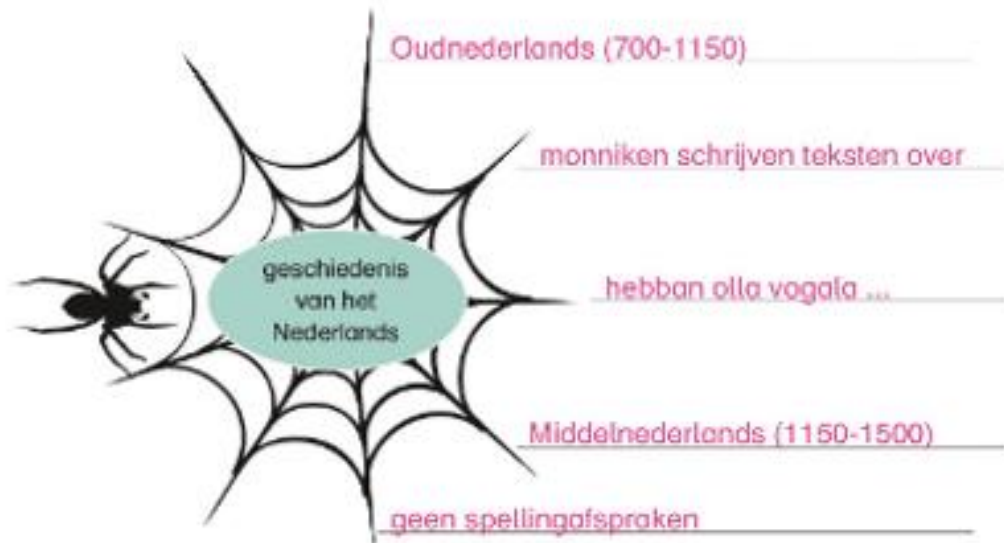 Oudnederlands (700-1150)
monniken schrijven teksten over
hebban olla vogala ...
geschiedenis
van het
Nederlands
Middelnederlands (1150-1500)
geen spellingafspraken